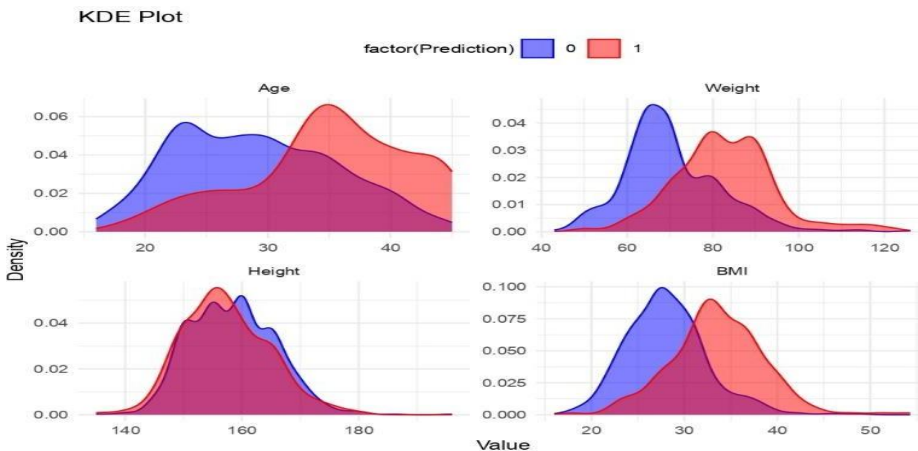 KDE Plot
factor(Prediction) 0 1
Age Weight
0.06
0.04
0.02
0.00
20 30 40
0.04
0.03
0.02
0.01
0.00
40 60 80 100 120
Density
Height BMI
0.04
0.02
0.00
140 160 180
0.100
0.075
0.050
0.025
0.000
20 30 40 50
Value